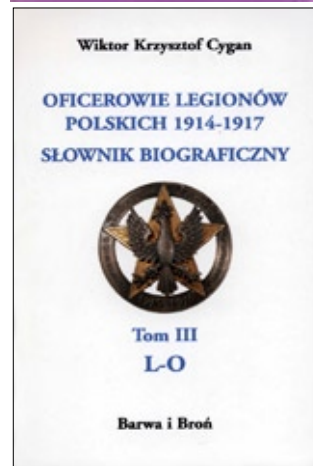 Wiktor Krzysztof Cygan
OFICEROWIE LEGIONÓW
POLSKICH 1914-1917
SŁOWNIK BIOGRAFICZNY
Tom III
L-O
Barwa i Broń